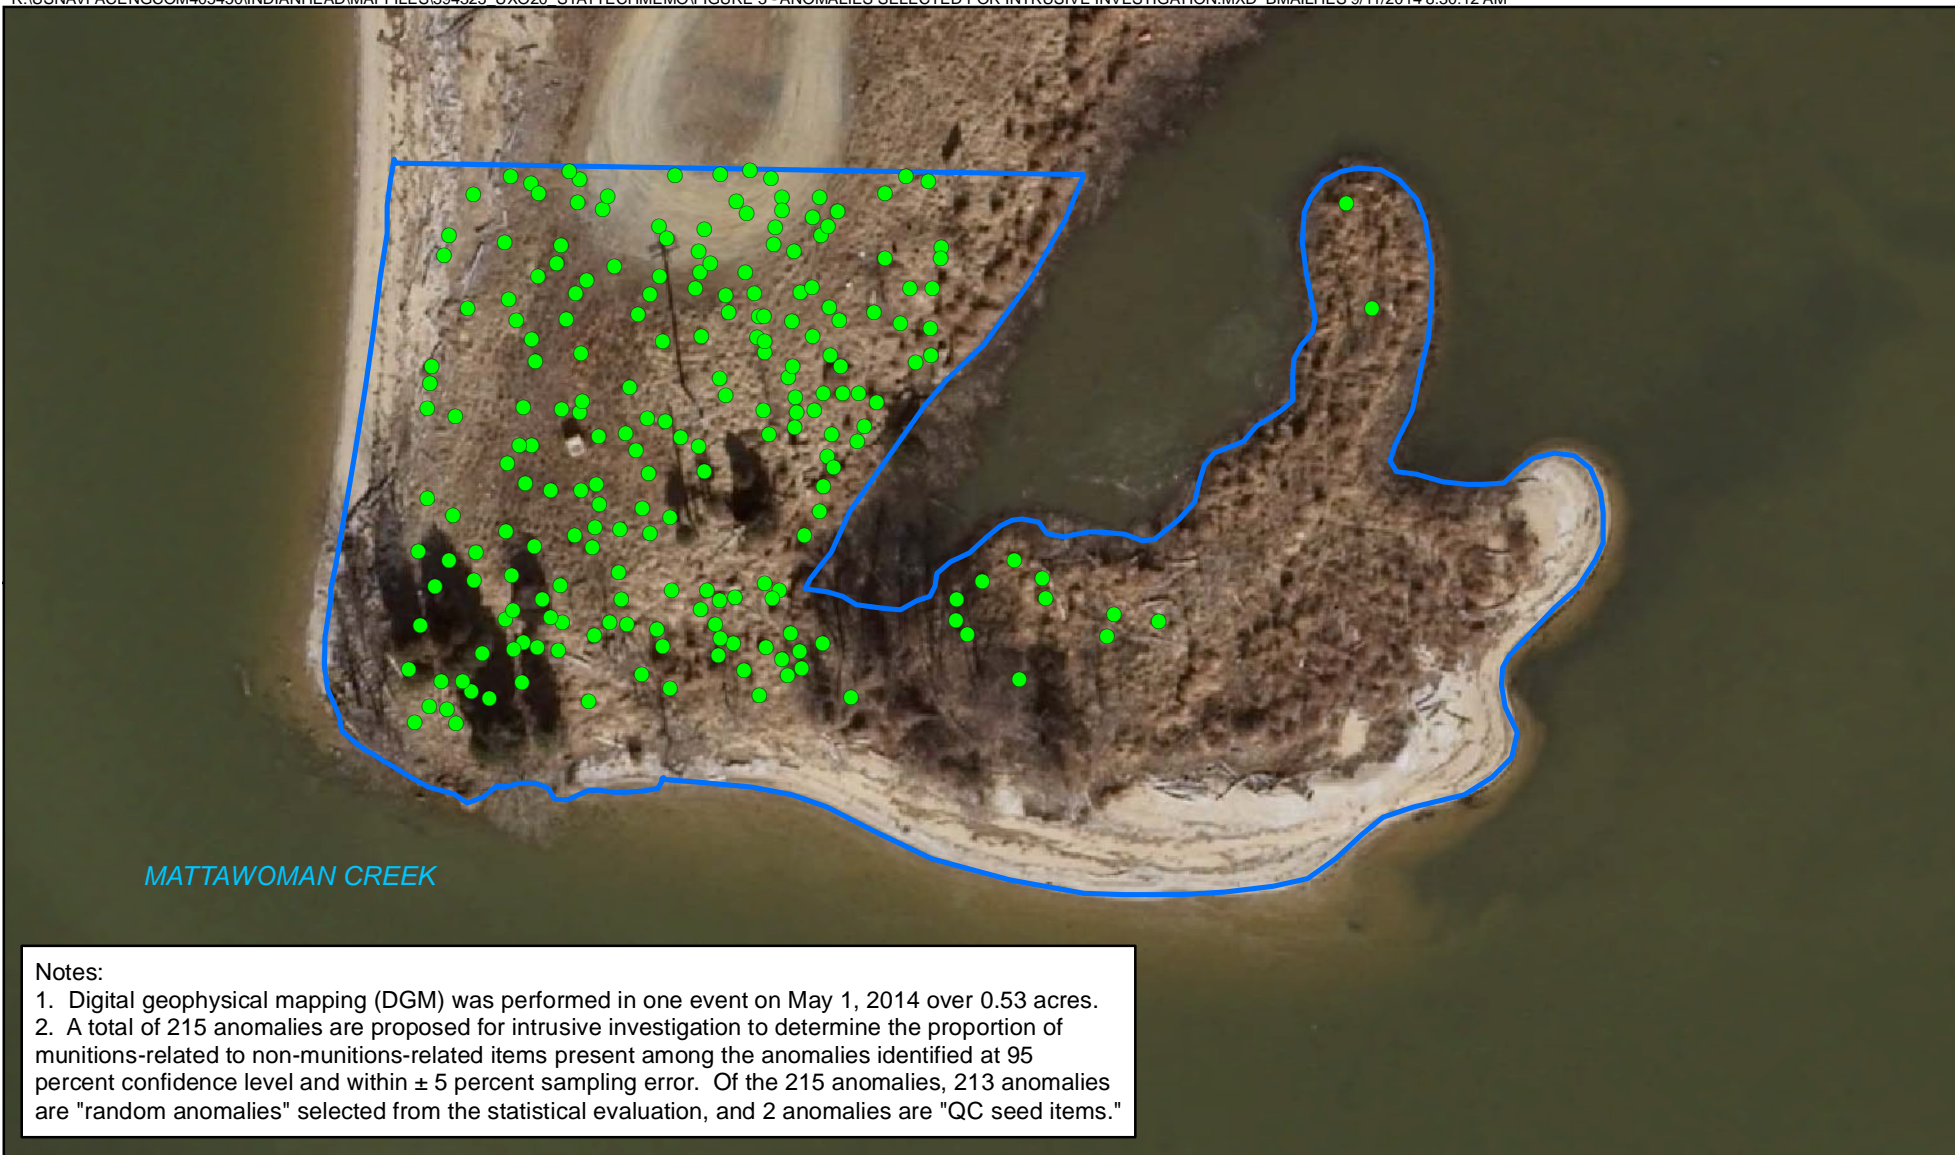 MATTAWOMAN CREEK
Notes:
1. Digital geophysical mapping (DGM) was performed in one event on May 1, 2014 over 0.53 acres.
2. A total of 215 anomalies are proposed for intrusive investigation to determine the proportion of
munitions-related to non-munitions-related items present among the anomalies identified at 95
percent confidence level and within ± 5 percent sampling error. Of the 215 anomalies, 213 anomalies
are "random anomalies" selected from the statistical evaluation, and 2 anomalies are "QC seed items."